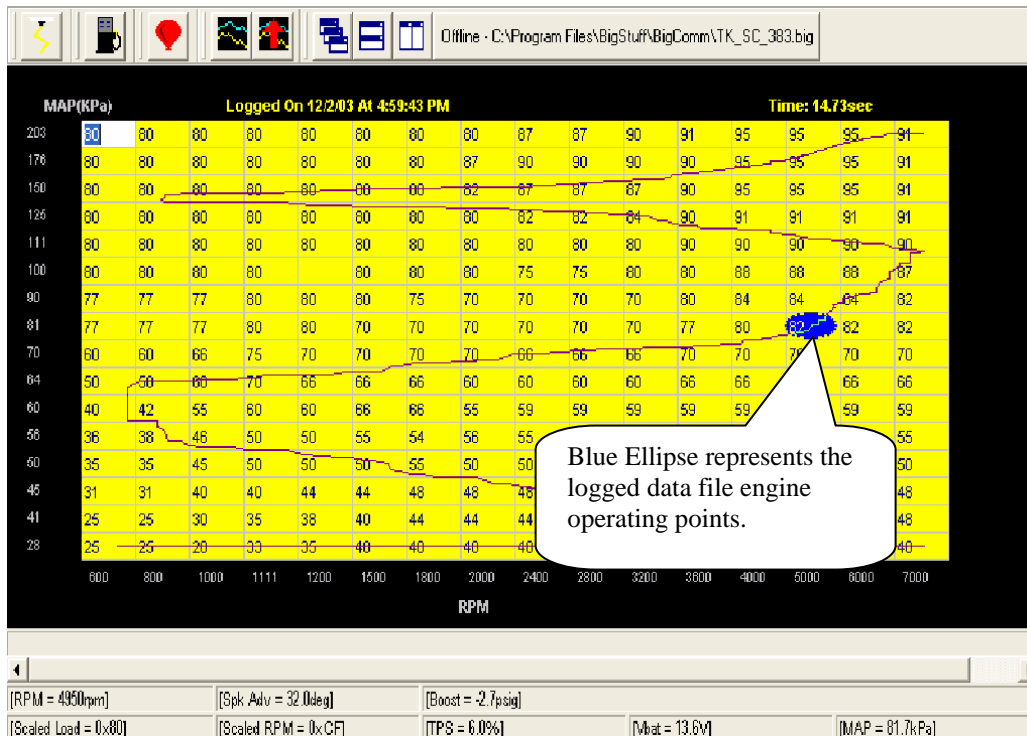 Offline - C:\Program Files\BigStuff\BigComm\TK_SC_383.big
MAP(KPa) Logged On 12/2/03 At 4:59:43 PM Time: 14.73sec
203 80 80 80 80 80 80 80 87 87 90 91 95 95 95 91
176 80 80 80 80 80 80 87 90 90 90 90 95 95 95 91
150 80 80 80 80 80 80 80 82 87 87 87 90 95 95 95 91
126 80 80 80 80 80 80 80 80 82 82 84 90 91 91 91 91
111 80 80 80 80 80 80 80 80 80 80 80 90 90 90 90 90
100 80 80 80 80 80 80 80 75 75 80 80 88 88 88 87
90 77 77 77 80 80 80 75 70 70 70 70 80 84 84 84 82
81 77 77 77 80 80 70 70 70 70 70 70 77 80 82 82 82
70 60 60 66 75 70 70 70 70 66 66 66 70 70 70 70
64 50 50 60 70 66 66 66 60 60 60 60 66 66 66 66
60 40 42 55 60 60 66 66 55 59 59 59 59 59 59 59
56 36 38 46 50 50 55 54 56 55 55
50 35 35 45 50 50 50 55 50 50 50
45 31 31 40 40 44 44 48 48 48 48
41 25 25 30 35 38 40 44 44 44 48
28 25 25 20 33 35 40 40 40 40 40
Blue Ellipse represents the
logged data file engine
operating points.
600 800 1000 1111 1200 1500 1800 2000 2400 2800 3200 3600 4000 5000 6000 7000
RPM
[RPM = 4950rpm] [Spk Adv = 32.0deg] [Boost = -2.7psig]
[Scaled Load = 0x80] [Scaled RPM = 0xCF] [TPS = 6.0%] [Vbat = 13.6V] [MAP = 81.7kPa]